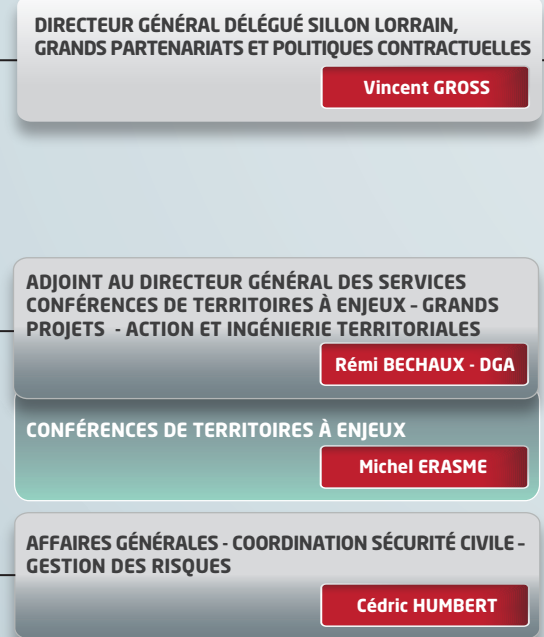 DIRECTEUR GÉNÉRAL DÉLÉGUÉ SILLON LORRAIN,
GRANDS PARTENARIATS ET POLITIQUES CONTRACTUELLES
Vincent GROSS
ADJOINT AU DIRECTEUR GÉNÉRAL DES SERVICES
CONFÉRENCES DE TERRITOIRES À ENJEUX – GRANDS
PROJETS - ACTION ET INGÉNIERIE TERRITORIALES
Rémi BECHAUX - DGA
CONFÉRENCES DE TERRITOIRES À ENJEUX
Michel ERASME
AFFAIRES GÉNÉRALES - COORDINATION SÉCURITÉ CIVILE –
GESTION DES RISQUES
Cédric HUMBERT